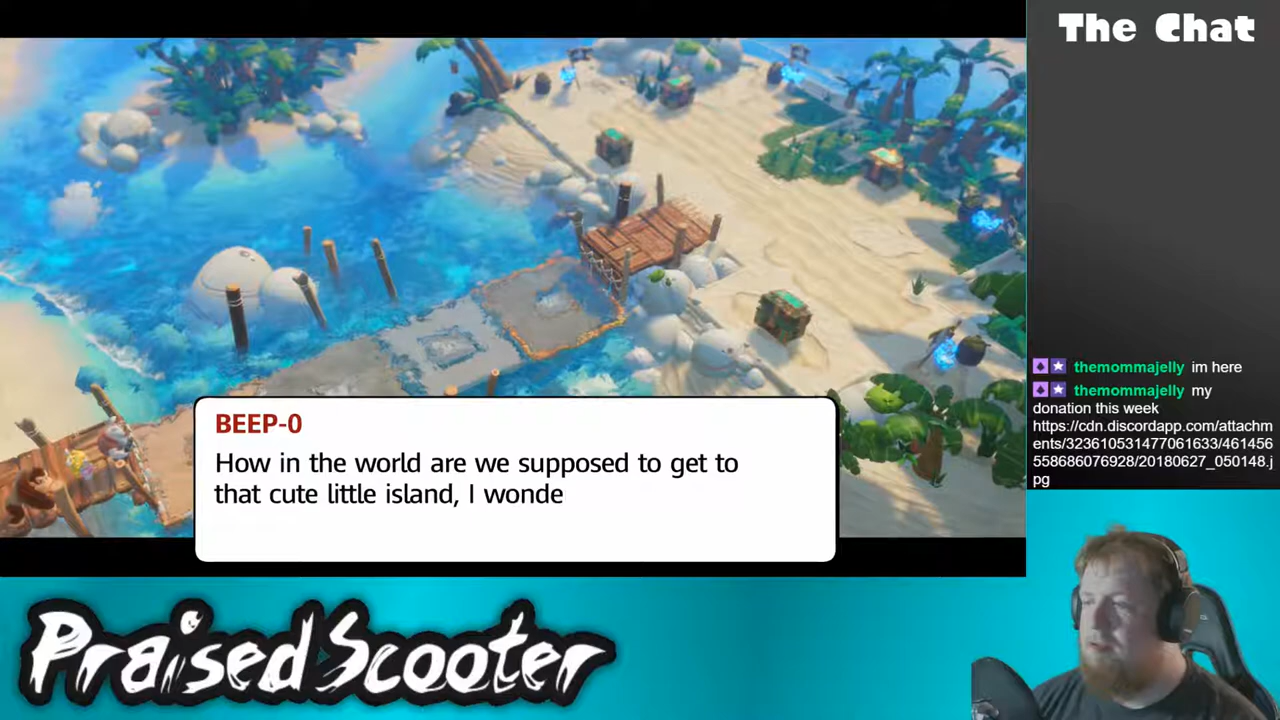 The Chat
BEEP-0
How in the world are we supposed to get to
that cute little island, I wonde
themommajelly im here
themommajelly my
donation this week
https://cdn.discordapp.com/attachm
ents/323610531477061633/461456
558686076928/20180627_050148.j
pg
PraisedScooter